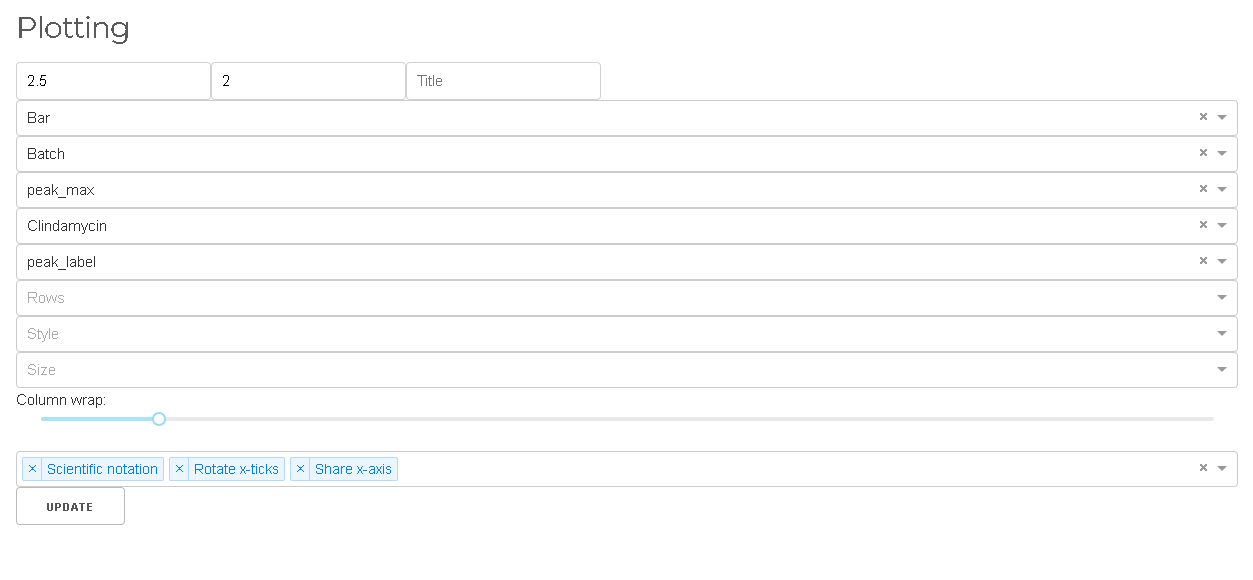 Plotting
2.5 2 Title
Bar
Batch
peak_max
Clindamycin
peak_label
Rows
Style
Size
Column wrap:
× Scientific notation × Rotate x-ticks × Share x-axis
UPDATE